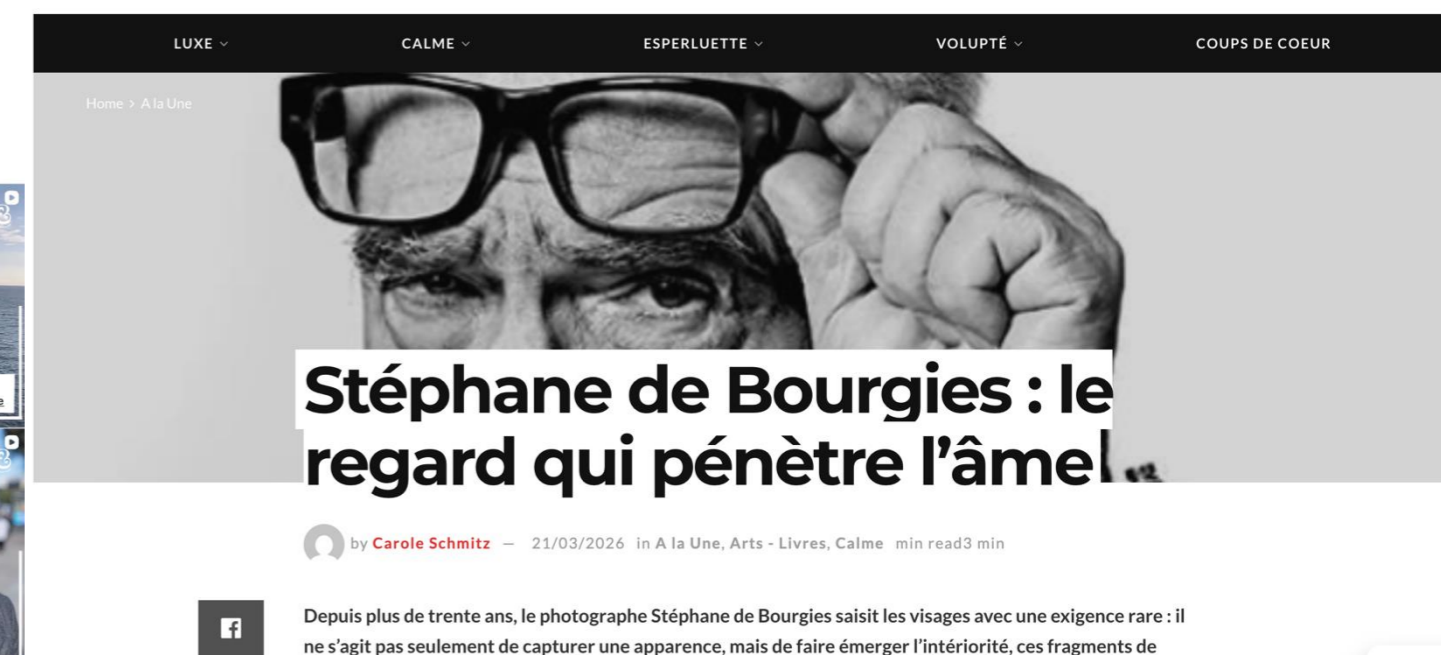 LUXE
CALME
ESPERLUETTE
VOLUPTÉ
COUPS DE COEUR
Home > A la Une
Stéphane de Bourgies : le
regard qui pénètre l’âme
by Carole Schmitz — 21/03/2026 in A la Une, Arts - Livres, Calme min read3 min
Depuis plus de trente ans, le photographe Stéphane de Bourgies saisit les visages avec une exigence rare : il
ne s’agit pas seulement de capturer une apparence, mais de faire émerger l’intériorité, ces fragments de